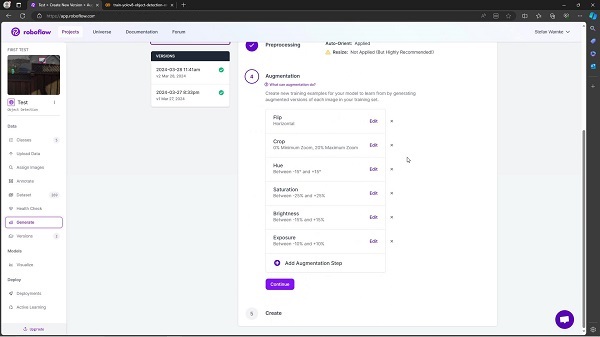 Test • Create New Version • Au
train-yolov8-object-detection-o
https://app.roboflow.com
roboflow
Projects
Universe
Documentation
Forum
Stefan
FIRST TEST
Test
Object Detection
Data
Classes
Upload Data
Assign Images
Annotate
Dataset
Health Check
Generate
Versions
Models
Visualize
Deploy
Deployments
Active Learning
Upgrade
VERSIONS
2024-03-28 11:41am
v2 Mar 28, 2024
2024-03-27 8:33pm
v1 Mar 27, 2024
Preprocessing
Auto-Orient: Applied
Resize: Not Applied (But Highly Recommended!)
4
Augmentation
What can augmentation do?
Create new training examples for your model to learn from by generating
augmented versions of each image in your training set.
Flip
Horizontal
Edit
×
Crop
0% Minimum Zoom, 20% Maximum Zoom
Edit
×
Hue
Between -15° and +15°
Edit
×
Saturation
Between -25% and +25%
Edit
×
Brightness
Between -15% and +15%
Edit
×
Exposure
Between -10% and +10%
Edit
×
Add Augmentation Step
Continue
5
Create